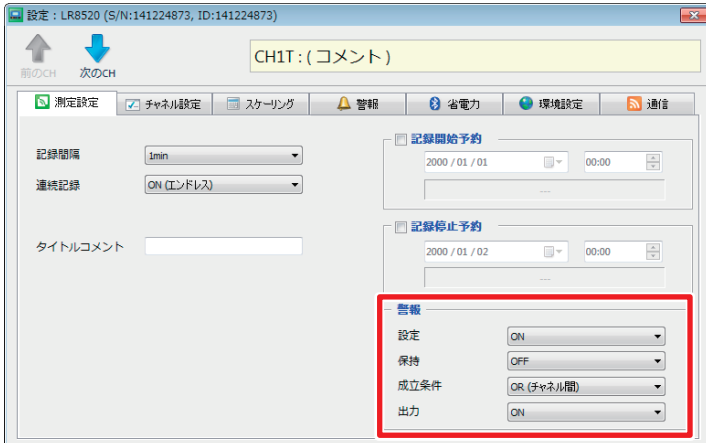 設定：LR8520 (S/N:141224873, ID:141224873)
前のCH
次のCH
CH1T : ( コメント )
測定設定
チャネル設定
スケーリング
警報
省電力
環境設定
通信
記録間隔
1min
連続記録
ON (エンドレス)
タイトルコメント
記録開始予約
2000 / 01 / 01
00:00
---
記録停止予約
2000 / 01 / 02
00:00
---
警報
設定
ON
保持
OFF
成立条件
OR (チャネル間)
出力
ON